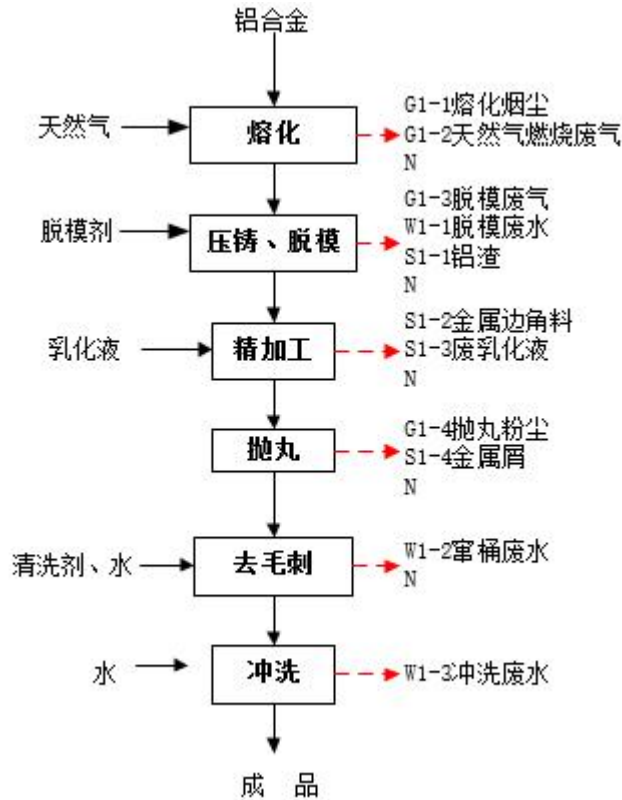 铝合金
天然气
熔化
G1-1熔化烟尘
G1-2天然气燃烧废气
N
脱模剂
压铸、脱模
G1-3脱模废气
W1-1脱模废水
S1-1铝渣
N
乳化液
精加工
S1-2金属边角料
S1-3废乳化液
N
抛丸
G1-4抛丸粉尘
S1-4金属屑
N
清洗剂、水
去毛刺
W1-2窜桶废水
N
水
冲洗
W1-3冲洗废水
成 品